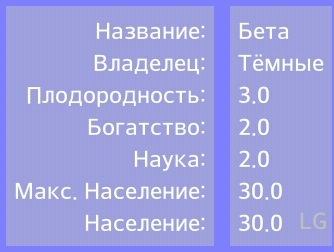 Название: Бета
Владелец: Тёмные
Плодородность: 3.0
Богатство: 2.0
Наука: 2.0
Макс. Население: 30.0
Население: 30.0
LG